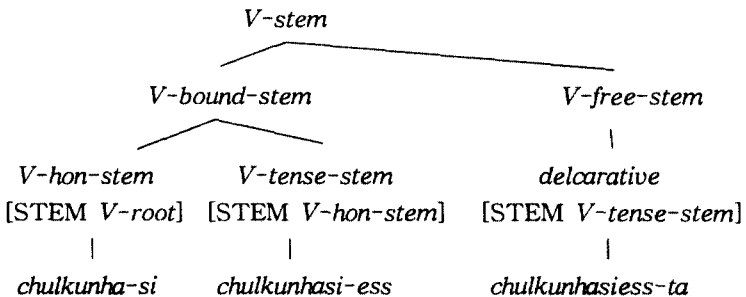 V-stem
V-bound-stem V-free-stem
V-hon-stem V-tense-stem delcarative
[STEM V-root] [STEM V-hon-stem] [STEM V-tense-stem]
chulkunha-si chulkunhasi-ess chulkunhasiess-ta